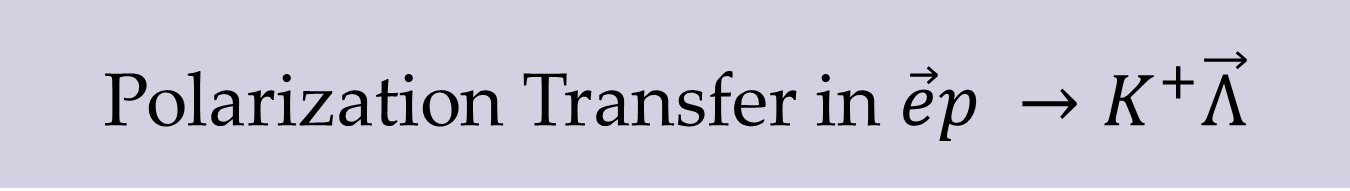 Polarization Transfer in e⃗p → K⁺Λ⃗